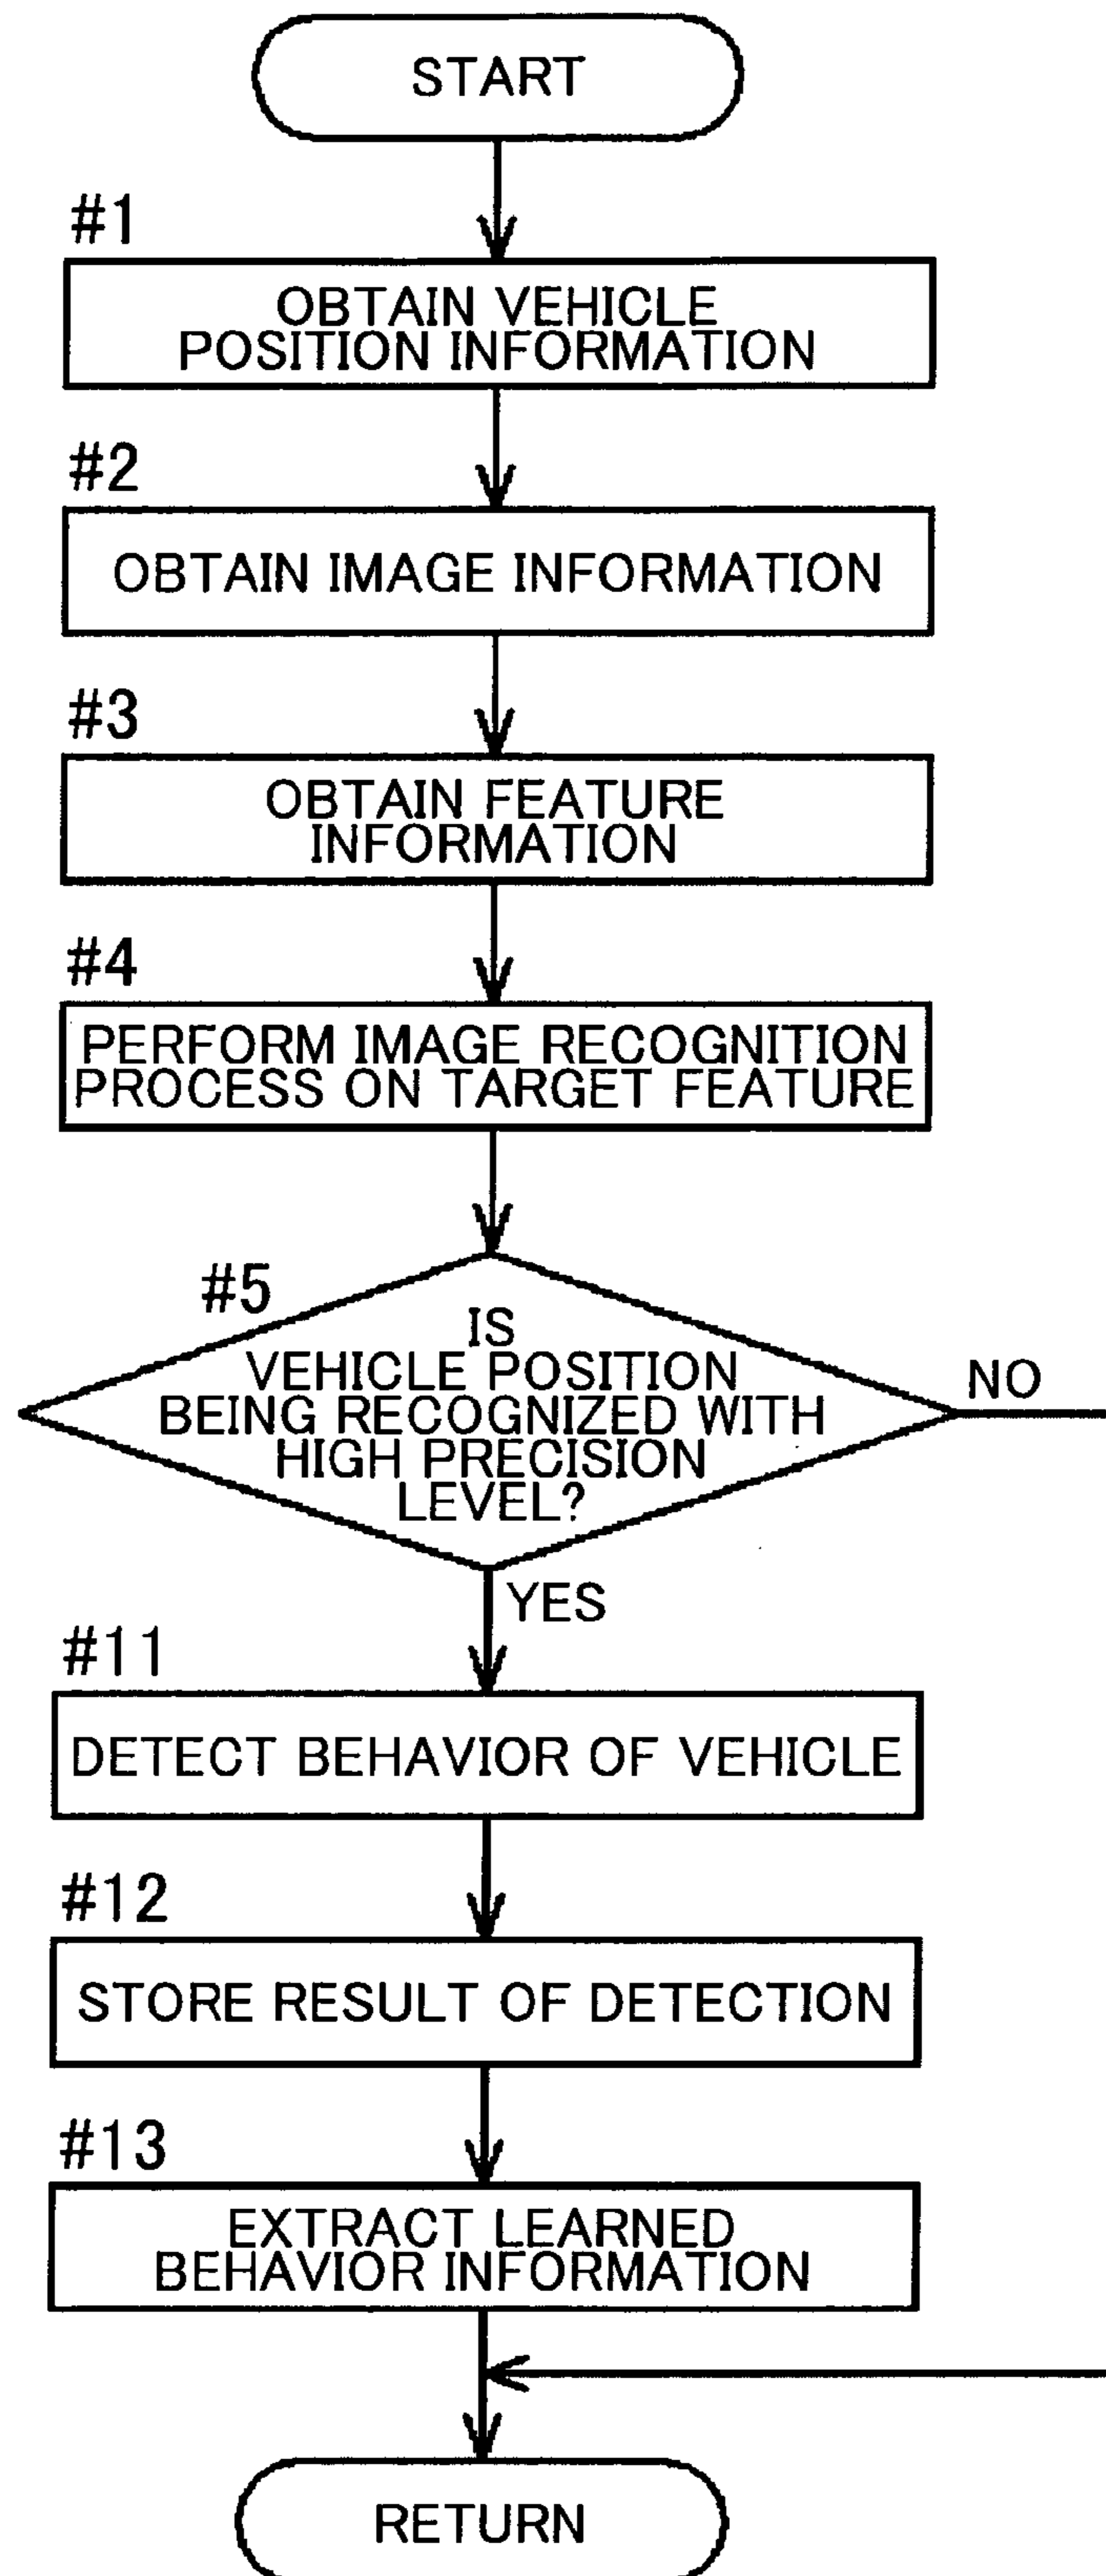 START
#1
OBTAIN VEHICLE
POSITION INFORMATION
#2
OBTAIN IMAGE INFORMATION
#3
OBTAIN FEATURE
INFORMATION
#4
PERFORM IMAGE RECOGNITION
PROCESS ON TARGET FEATURE
#5
IS
VEHICLE POSITION
BEING RECOGNIZED WITH
HIGH PRECISION
LEVEL?
NO
YES
#11
DETECT BEHAVIOR OF VEHICLE
#12
STORE RESULT OF DETECTION
#13
EXTRACT LEARNED
BEHAVIOR INFORMATION
RETURN